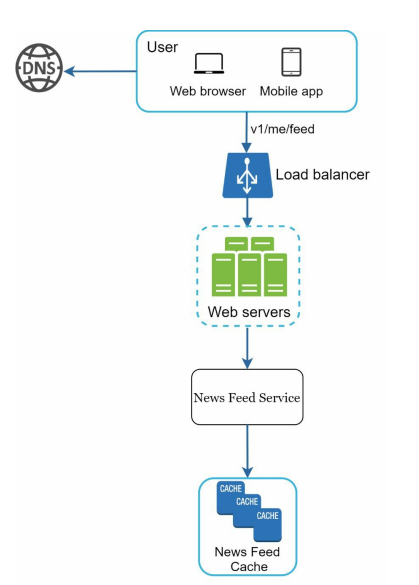 User
DNS
Web browser
Mobile app
v1/me/feed
Load balancer
Web servers
News Feed Service
CACHE
CACHE
CACHE
News Feed
Cache